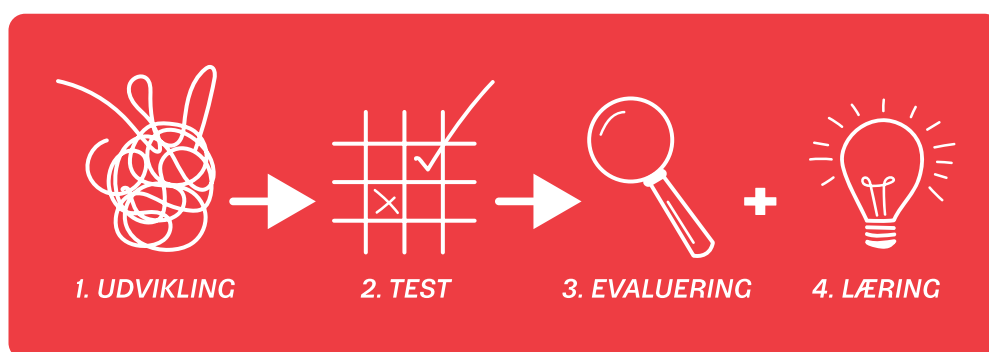 1. UDVIKLING
2. TEST
3. EVALUERING
4. LÆRING